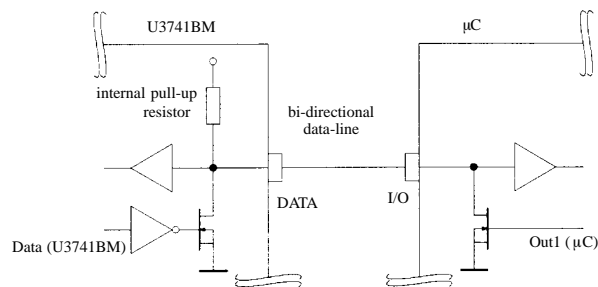 U3741BM
μC
internal pull-up
resistor
bi-directional
data-line
DATA
I/O
Data (U3741BM)
Out1 (μC)